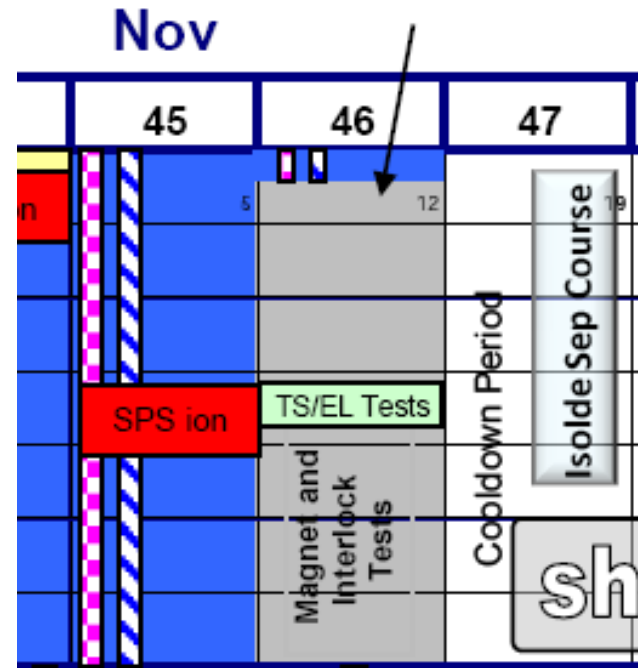 Nov
45
46
47
n
5
12
19
SPS ion
TS/EL Tests
Magnet and
Interlock
Tests
Cooldown Period
Isolde Sep Course
sh